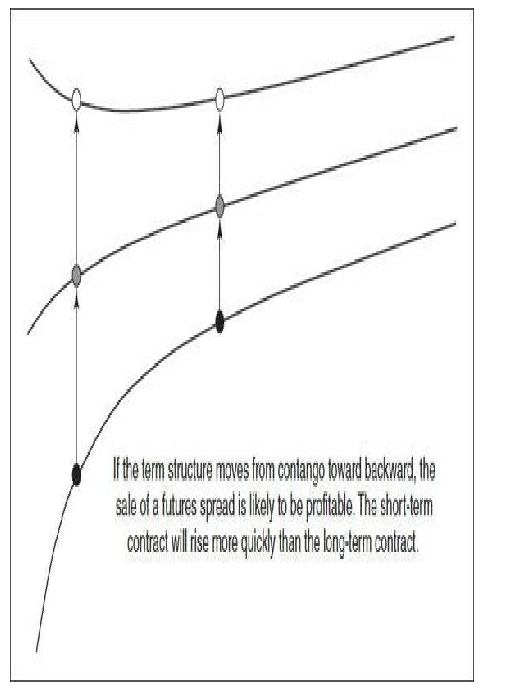 If the term structure moves from contango toward backward, the
sale of a futures spread is likely to be profitable. The short-term
contract will rise more quickly than the long-term contract.